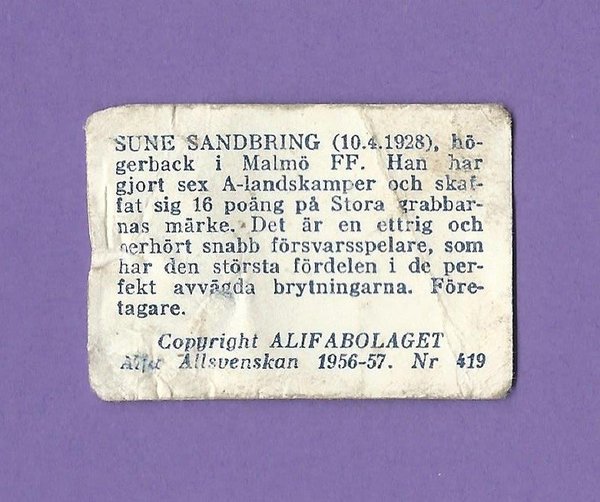 SUNE SANDBRING (10.4.1928), hö-
gerback i Malmö FF. Han har
gjort sex A-landskamper och skaf-
fat sig 16 poäng på Stora grabbar-
nas märke. Det är en ettrig och
oerhört snabb försvarsspelare, som
har den största fördelen i de per-
fekt avvägda brytningarna. Före-
tagare.
Copyright ALIFABOLAGET
Alfa Allsvenskan 1956-57. Nr 419